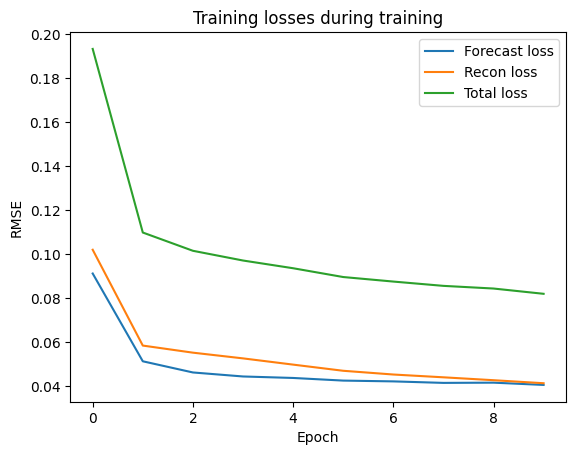 Training losses during training
Forecast loss
Recon loss
Total loss
RMSE
0.20
0.18
0.16
0.14
0.12
0.10
0.08
0.06
0.04
0 2 4 6 8
Epoch